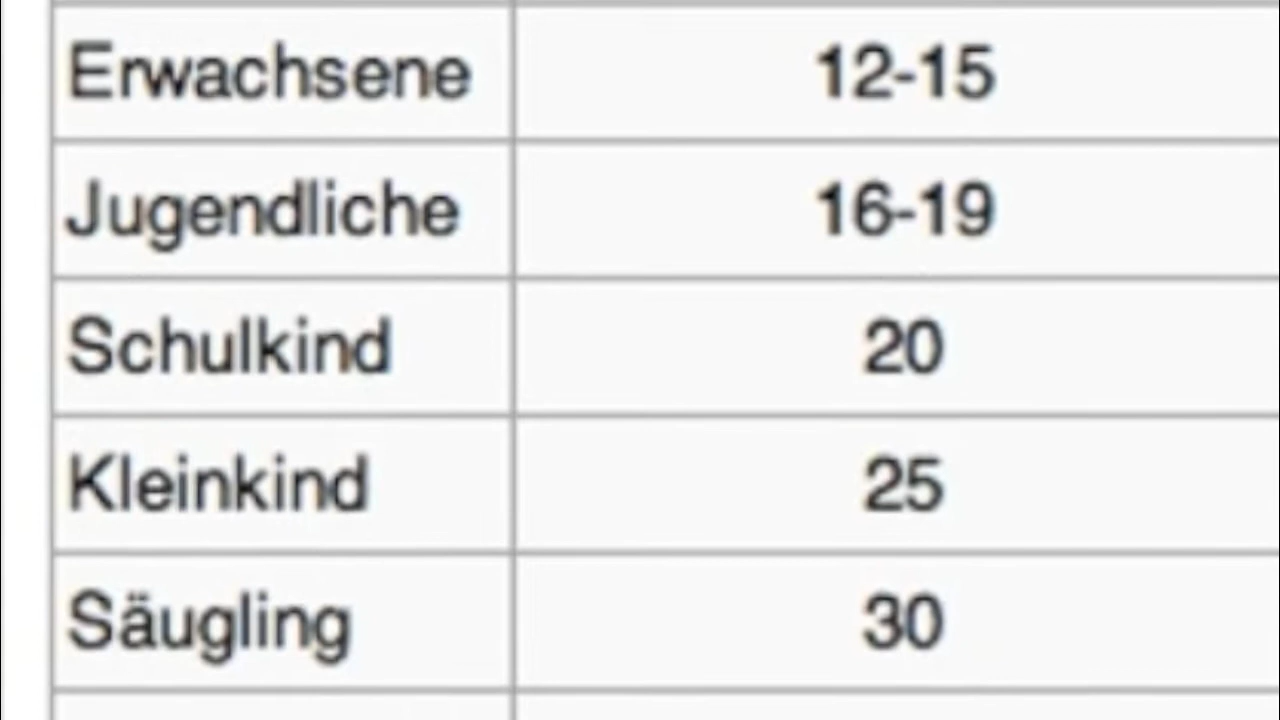 Erwachsene 12-15
Jugendliche 16-19
Schulkind 20
Kleinkind 25
Säugling 30